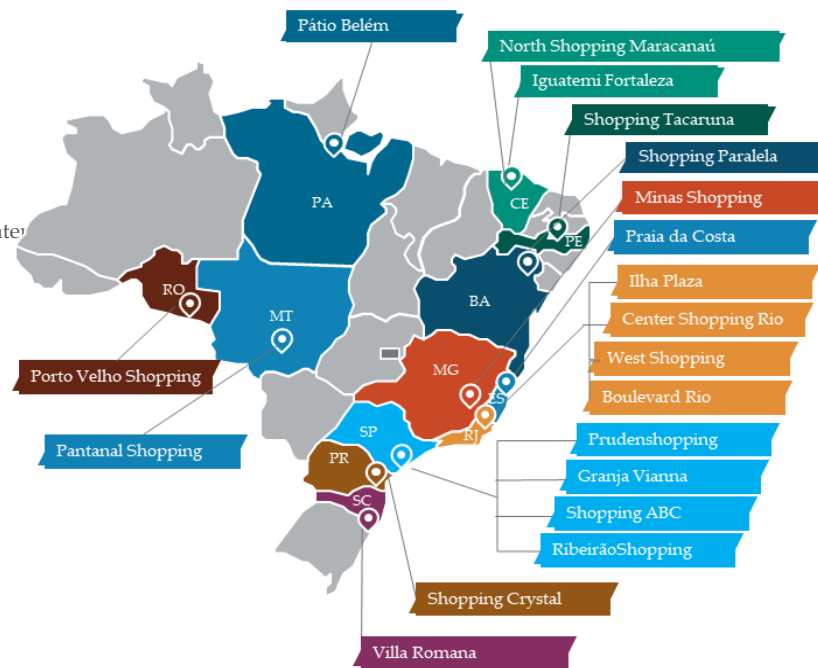 Pátio Belém
North Shopping Maracanaú
Iguatemi Fortaleza
Shopping Tacaruna
Shopping Paralela
Minas Shopping
Praia da Costa
Ilha Plaza
Center Shopping Rio
West Shopping
Boulevard Rio
Prudenshopping
Granja Vianna
Shopping ABC
RibeirãoShopping
Shopping Crystal
Villa Romana
Porto Velho Shopping
Pantanal Shopping
PA
CE
PE
RO
MT
BA
MG
ES
RJ
SP
PR
SC